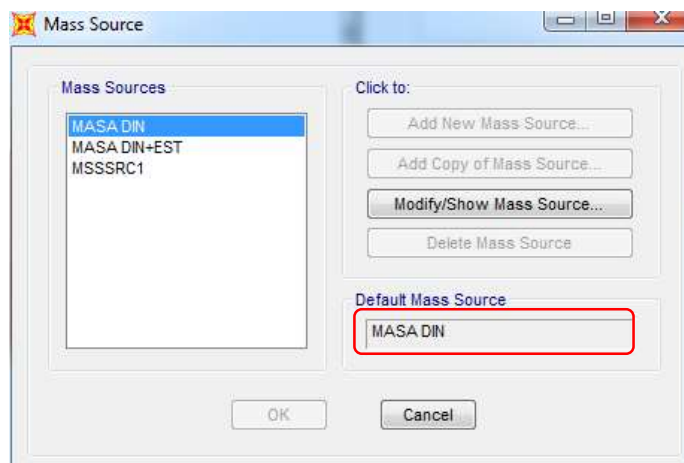 Mass Source
Mass Sources
MASA DIN
MASA DIN+EST
MSSSRC1
Click to:
Add New Mass Source...
Add Copy of Mass Source...
Modify/Show Mass Source...
Delete Mass Source
Default Mass Source
MASA DIN
OK
Cancel